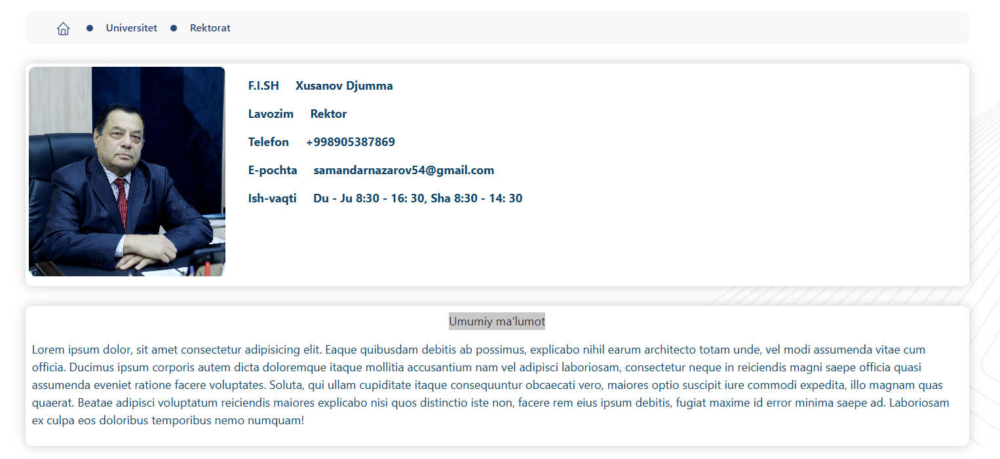 Universitet Rektorat
F.I.SH Xusanov Djumma
Lavozim Rektor
Telefon +998905387869
E-pochta samandarnazarov54@gmail.com
Ish-vaqti Du - Ju 8:30 - 16: 30, Sha 8:30 - 14: 30
Umumiy ma’lumot
Lorem ipsum dolor, sit amet consectetur adipisicing elit. Eaque quibusdam debitis ab possimus, explicabo nihil earum architecto totam unde, vel modi assumenda vitae cum
officia. Ducimus ipsum corporis autem dicta doloremque itaque mollitia accusantium nam vel adipisci laboriosam, consectetur neque in reiciendis magni saepe officia quasi
assumenda eveniet ratione facere voluptates. Soluta, qui ullam cupiditate itaque consequuntur obcaecati vero, maiores optio suscipit iure commodi expedita, illo magnam quas
quaerat. Beatae adipisci voluptatum reiciendis maiores explicabo nisi quos distinctio iste non, facere rem eius ipsum debitis, fugiat maxime id error minima saepe ad. Laboriosam
ex culpa eos doloribus temporibus nemo numquam!